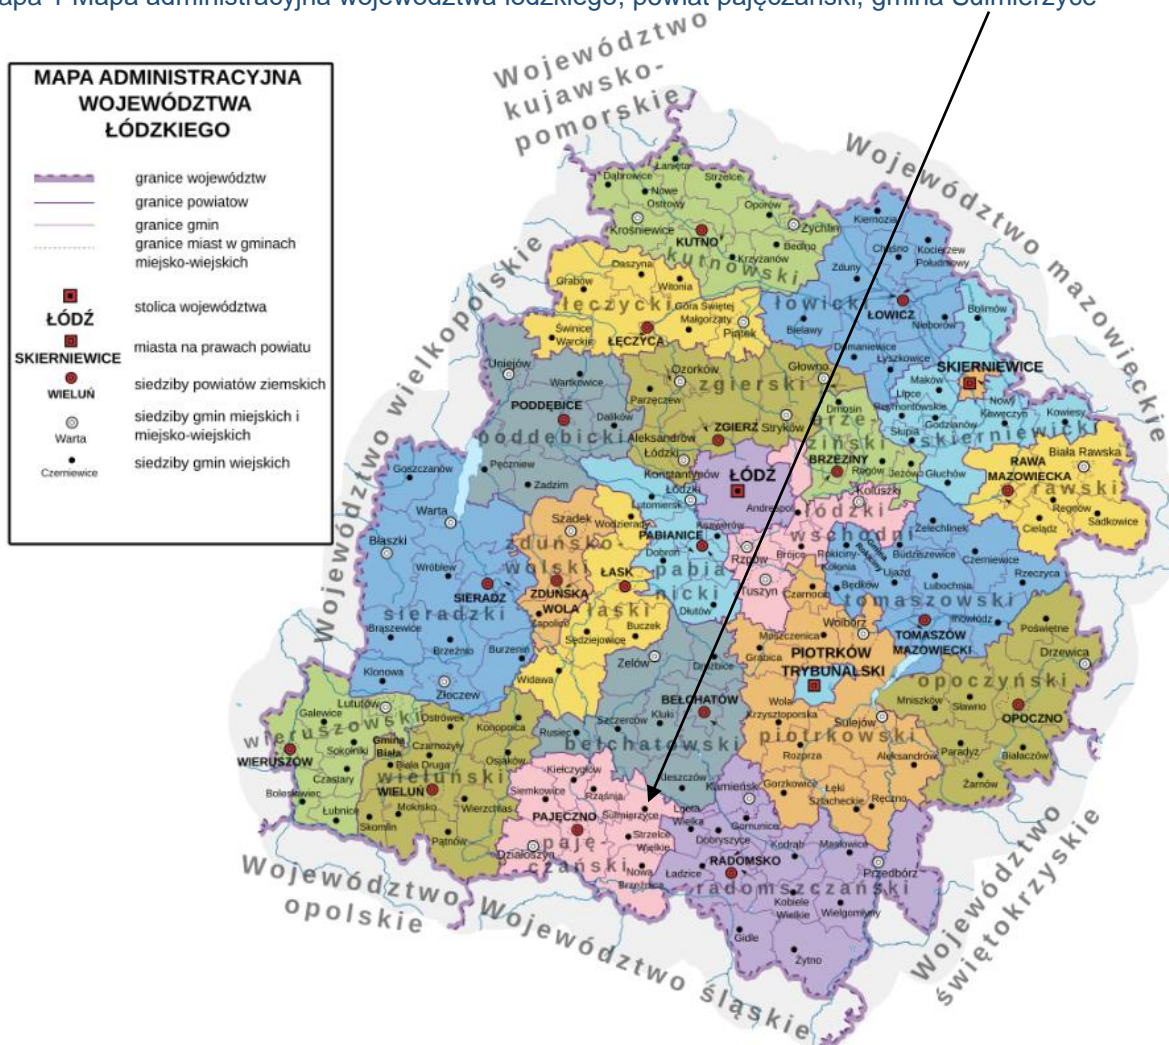 apa 1 Mapa administracyjna województwa łódzkiego, powiat pajęczański, gmina Sulmierzyce
MAPA ADMINISTRACYJNA
WOJEWÓDZTWA
ŁÓDZKIEGO
granice województw
granice powiatow
granice gmin
granice miast w gminach
miejsko-wiejskich
ŁÓDŹ
stolica województwa
SKIERNIEWICE
miasta na prawach powiatu
WIELUŃ
siedziby powiatów ziemskich
Warta
siedziby gmin miejskich i
miejsko-wiejskich
Czerniewice
siedziby gmin wiejskich
Województwo
kujawsko-
pomorskie
Województwo mazowieckie
Województwo wielkopolskie
Województwo
opolskie
Województwo śląskie
Województwo
świętokrzyskie
Łanięta
Dąbrowice
Nowe
Ostrowy
Strzelce
Oporów
Krośniewice
KUTNO
Żychlin
Bedlno
Krzyżanów
kutnowski
Kiernozia
Chąśno
Kocierzew
Południowy
Zduny
łowick
ŁOWICZ
Bielawy
Nieborów
Domaniewice
Łyszkowice
Bolimów
Daszyna
Grabów
Witonia
łęczycki
Góra Świętej
Małgorzaty
Świnice
Warckie
ŁĘCZYCA
Piątek
Uniejów
Wartkowice
PODDĘBICE
Dalików
poddębicki
Pęczniew
Zadzim
Ozorków
zgierski
Głowno
Parzęczew
Stryków
Aleksandrów
Łódzki
ZGIERZ
Konstantynów
Łódzki
ŁÓDŹ
Dmosin
brze-
ziński
BRZEZINY
Rogów
Jeżów
SKIERNIEWICE
Maków
Lipce
Reymontowskie
Nowy
Kawęczyn
Godzianów
Kowiesy
Słupia
skierniewicki
Głuchów
RAWA
MAZOWIECKA
Biała Rawska
rawski
Regnów
Cielądz
Sadkowice
Koluszki
Andrespol
łódzki
wschodni
Brójce
Rzgów
Tuszyn
Lutomiersk
Ksawerów
PABIANICE
Dobroń
pabia
nicki
Dłutów
Goszczanów
Warta
Błaszki
Wróblew
SIERADZ
sieradzki
Brąszewice
Brzeźnio
Burzenin
Klonowa
Złoczew
Szadek
zduńsko-
wolski
ZDUŃSKA
WOLA
Zapolice
Wodzierady
ŁASK
łaski
Buczek
Sędziejowice
Widawa
Żelechlinek
Rokiciny-
Kolonia
Gmina
Rokiciny
Budziszewice
Czerniewice
Ujazd
Będków
Lubochnia
Rzeczyca
tomaszowski
Inowłódz
TOMASZÓW
MAZOWIECKI
Czarnocin
Moszczenica
Wolbórz
Grabica
PIOTRKÓW
TRYBUNALSKI
Wola
Krzysztoporska
Sulejów
piotrkowski
Rozprza
Aleksandrów
Gorzkowice
Łęki
Szlacheckie
Ręczno
Poświętne
Drzewica
opoczyński
Mniszków
Sławno
OPOCZNO
Paradyż
Białaczów
Żarnów
Zelów
Drużbice
BEŁCHATÓW
Szczerców
Kluki
Rusiec
bełchatowski
Kleszczów
Lututów
Galewice
wieruszowski
Sokolniki
WIERUSZÓW
Czastary
Bolesławiec
Łubnice
Ostrówek
Konopnica
Gmina
Biała
Czarnożyły
Osjaków
Biała Druga
wieluński
WIELUŃ
Mokrsko
Wierzchlas
Skomlin
Pątnów
Kiełczygłów
Siemkowice
Rząśnia
Sulmierzyce
PAJĘCZNO
Strzelce
Wielkie
paję-
czański
Działoszyn
Nowa
Brzeźnica
Kamieńsk
Lgota
Wielka
Gomunice
Dobryszyce
Kodrąb
Masłowice
RADOMSKO
Ładzice
Przedbórz
radomszczański
Kobiele
Wielkie
Wielgomłyny
Gidle
Żytno